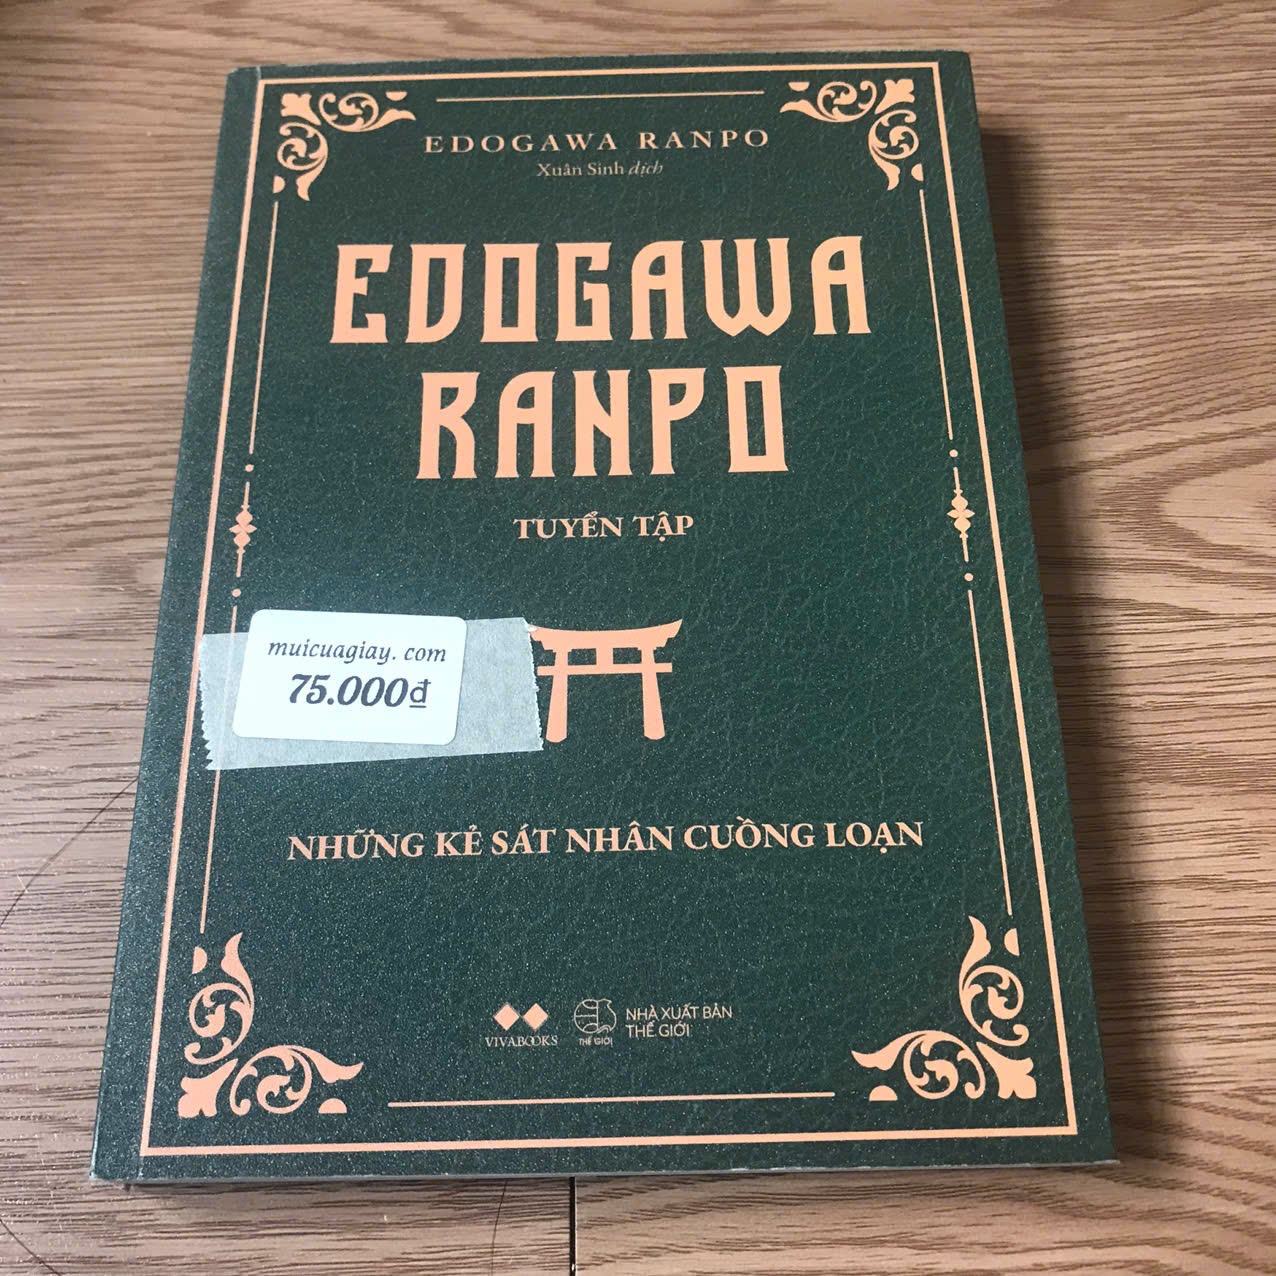 EDOGAWA RANPO
Xuân Sinh dịch
EDOGAWA
RANPO
TUYỂN TẬP
muicuagiay. com
75.000đ
NHỮNG KẺ SÁT NHÂN CUỒNG LOẠN
VIVABOOKS
THẾ GIỚI
NHÀ XUẤT BẢN
THẾ GIỚI